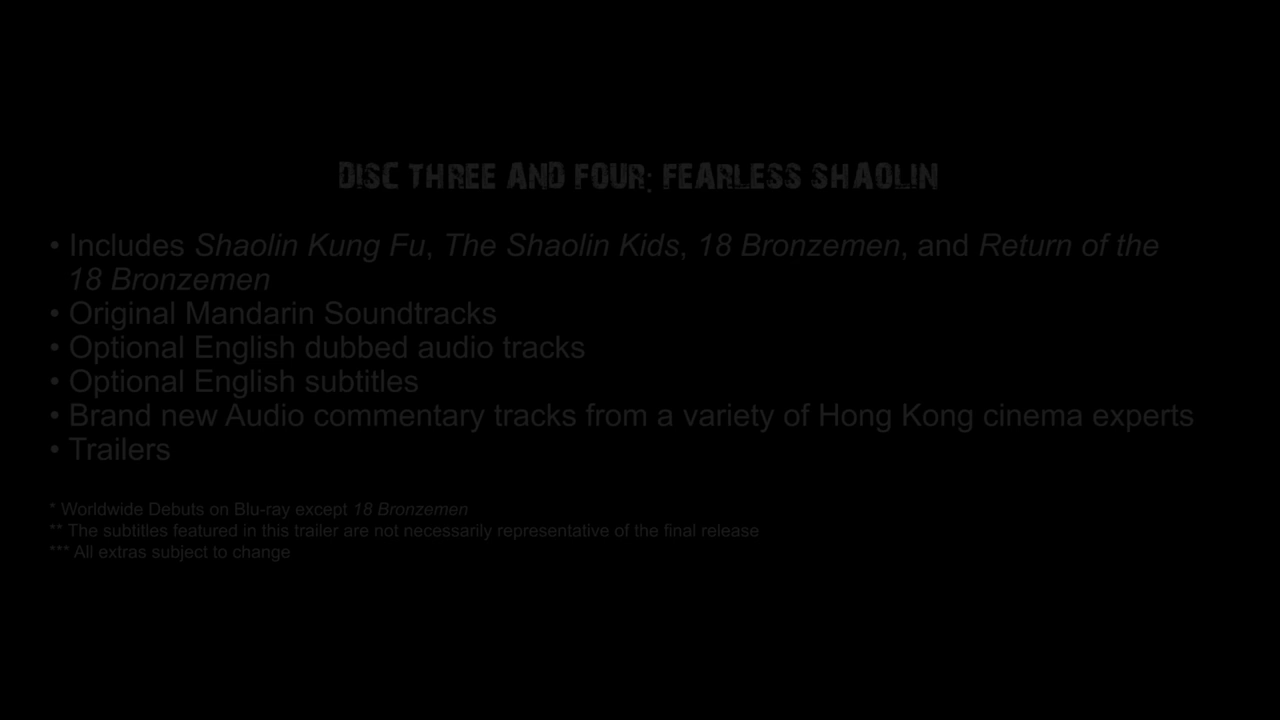 DISC THREE AND FOUR: FEARLESS SHAOLIN
• Includes Shaolin Kung Fu, The Shaolin Kids, 18 Bronzemen, and Return of the
18 Bronzemen
• Original Mandarin Soundtracks
• Optional English dubbed audio tracks
• Optional English subtitles
• Brand new Audio commentary tracks from a variety of Hong Kong cinema experts
• Trailers
* Worldwide Debuts on Blu-ray except 18 Bronzemen
** The subtitles featured in this trailer are not necessarily representative of the final release
*** All extras subject to change